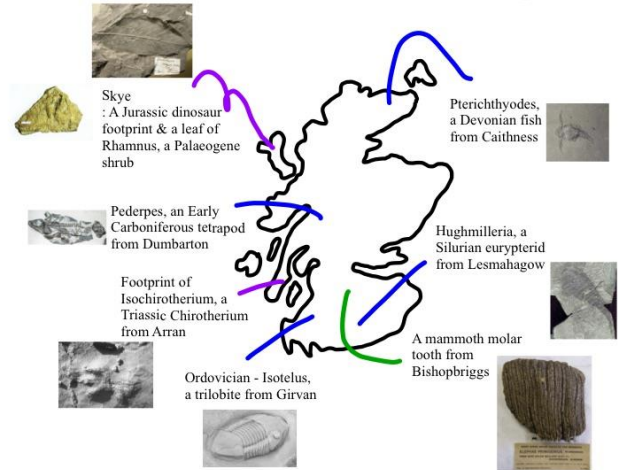 Skye
: A Jurassic dinosaur
footprint & a leaf of
Rhamnus, a Palaeogene
shrub
Pterichthyodes,
a Devonian fish
from Caithness
Pederpes, an Early
Carboniferous tetrapod
from Dumbarton
Hughmilleria, a
Silurian eurypterid
from Lesmahagow
Footprint of
Isochirotherium, a
Triassic Chirotherium
from Arran
A mammoth molar
tooth from
Bishopbriggs
Ordovician - Isotelus,
a trilobite from Girvan